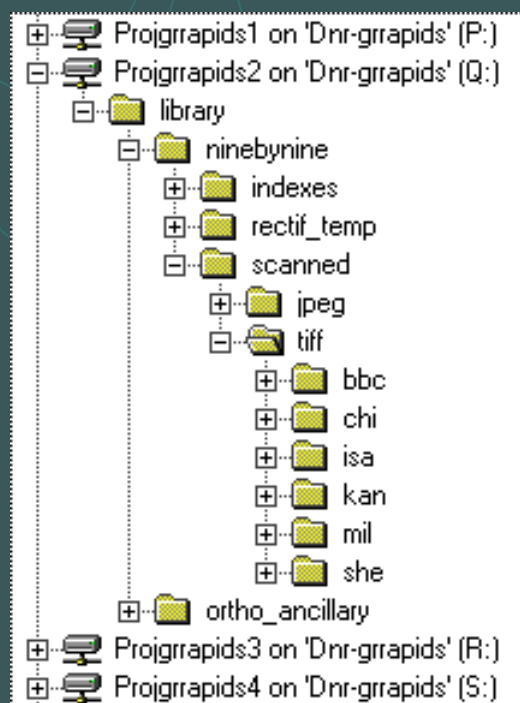 Projgrrapids1 on 'Dnr-grrapids' (P:)
Projgrrapids2 on 'Dnr-grrapids' (Q:)
library
ninebynine
indexes
rectif_temp
scanned
jpeg
tiff
bbc
chi
isa
kan
mil
she
ortho_ancillary
Projgrrapids3 on 'Dnr-grrapids' (R:)
Projgrrapids4 on 'Dnr-grrapids' (S:)